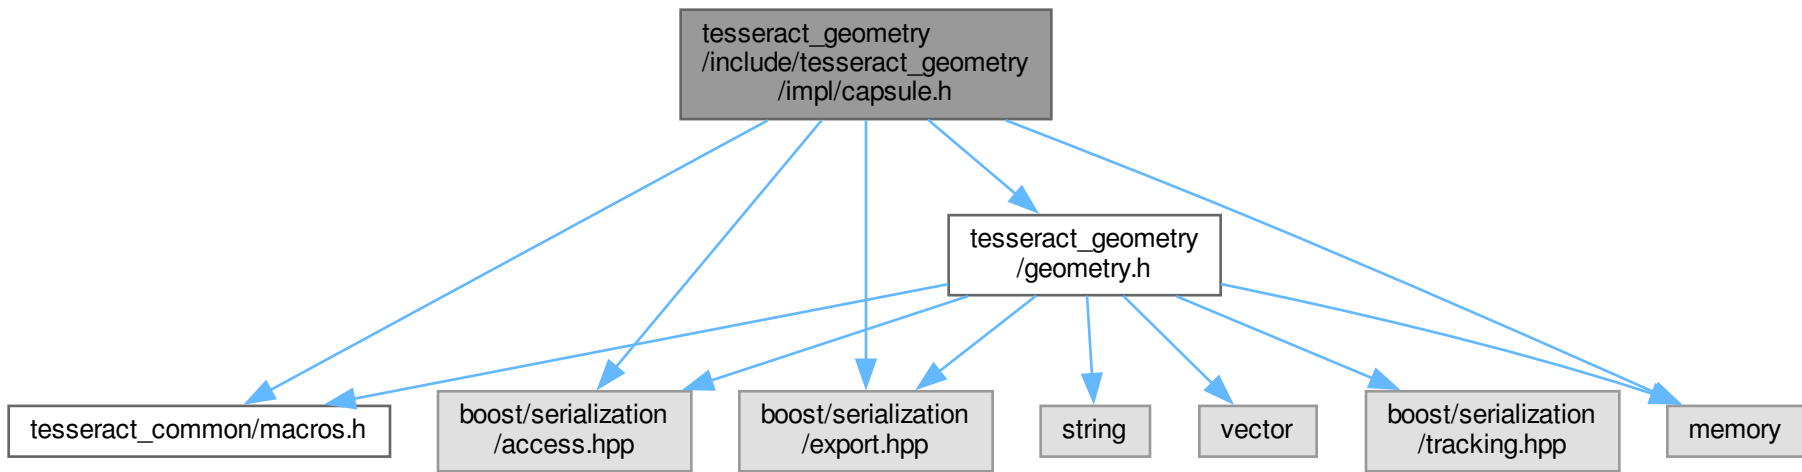 tesseract_geometry
/include/tesseract_geometry
/impl/capsule.h
tesseract_geometry
/geometry.h
tesseract_common/macros.h
boost/serialization
/access.hpp
boost/serialization
/export.hpp
string
vector
boost/serialization
/tracking.hpp
memory